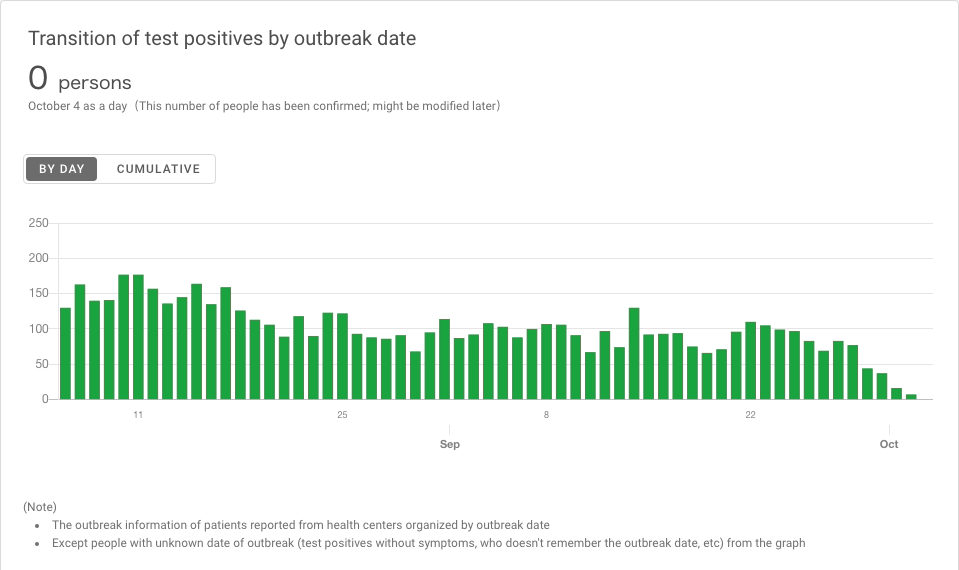 Transition of test positives by outbreak date
0 persons
October 4 as a day (This number of people has been confirmed; might be modified later)
BY DAY CUMULATIVE
250
200
150
100
50
0
11 25 8 22
Sep Oct
(Note)
• The outbreak information of patients reported from health centers organized by outbreak date
• Except people with unknown date of outbreak (test positives without symptoms, who doesn't remember the outbreak date, etc) from the graph